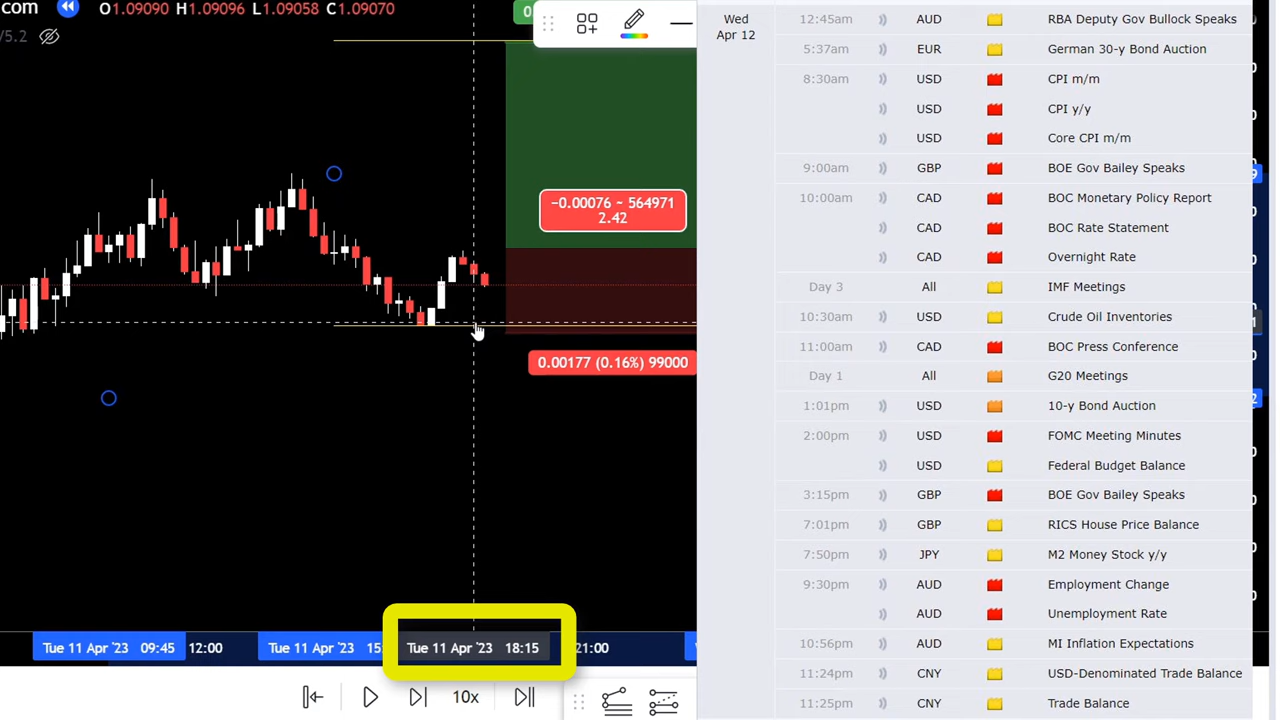 com
O1.09090 H1.09096 L1.09058 C1.09070
V5.2
0
−0.00076 ~ 564971
2.42
0.00177 (0.16%) 99000
Tue 11 Apr '23 09:45
12:00
Tue 11 Apr '23 15
Tue 11 Apr '23 18:15
21:00
10x
Wed
Apr 12
12:45am AUD RBA Deputy Gov Bullock Speaks
5:37am EUR German 30-y Bond Auction
8:30am USD CPI m/m
USD CPI y/y
USD Core CPI m/m
9:00am GBP BOE Gov Bailey Speaks
10:00am CAD BOC Monetary Policy Report
CAD BOC Rate Statement
CAD Overnight Rate
Day 3 All IMF Meetings
10:30am USD Crude Oil Inventories
11:00am CAD BOC Press Conference
Day 1 All G20 Meetings
1:01pm USD 10-y Bond Auction
2:00pm USD FOMC Meeting Minutes
USD Federal Budget Balance
3:15pm GBP BOE Gov Bailey Speaks
7:01pm GBP RICS House Price Balance
7:50pm JPY M2 Money Stock y/y
9:30pm AUD Employment Change
AUD Unemployment Rate
10:56pm AUD MI Inflation Expectations
11:24pm CNY USD-Denominated Trade Balance
11:25pm CNY Trade Balance